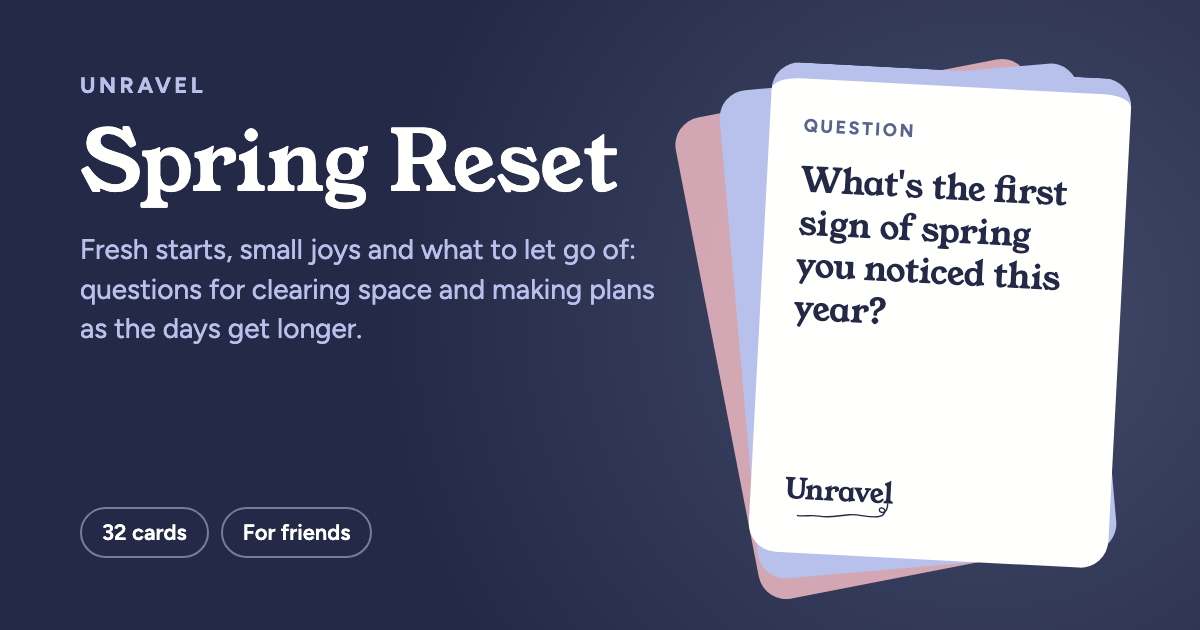 UNRAVEL
Spring Reset
Fresh starts, small joys and what to let go of:
questions for clearing space and making plans
as the days get longer.
32 cards
For friends
QUESTION
What's the first
sign of spring
you noticed this
year?
Unravel